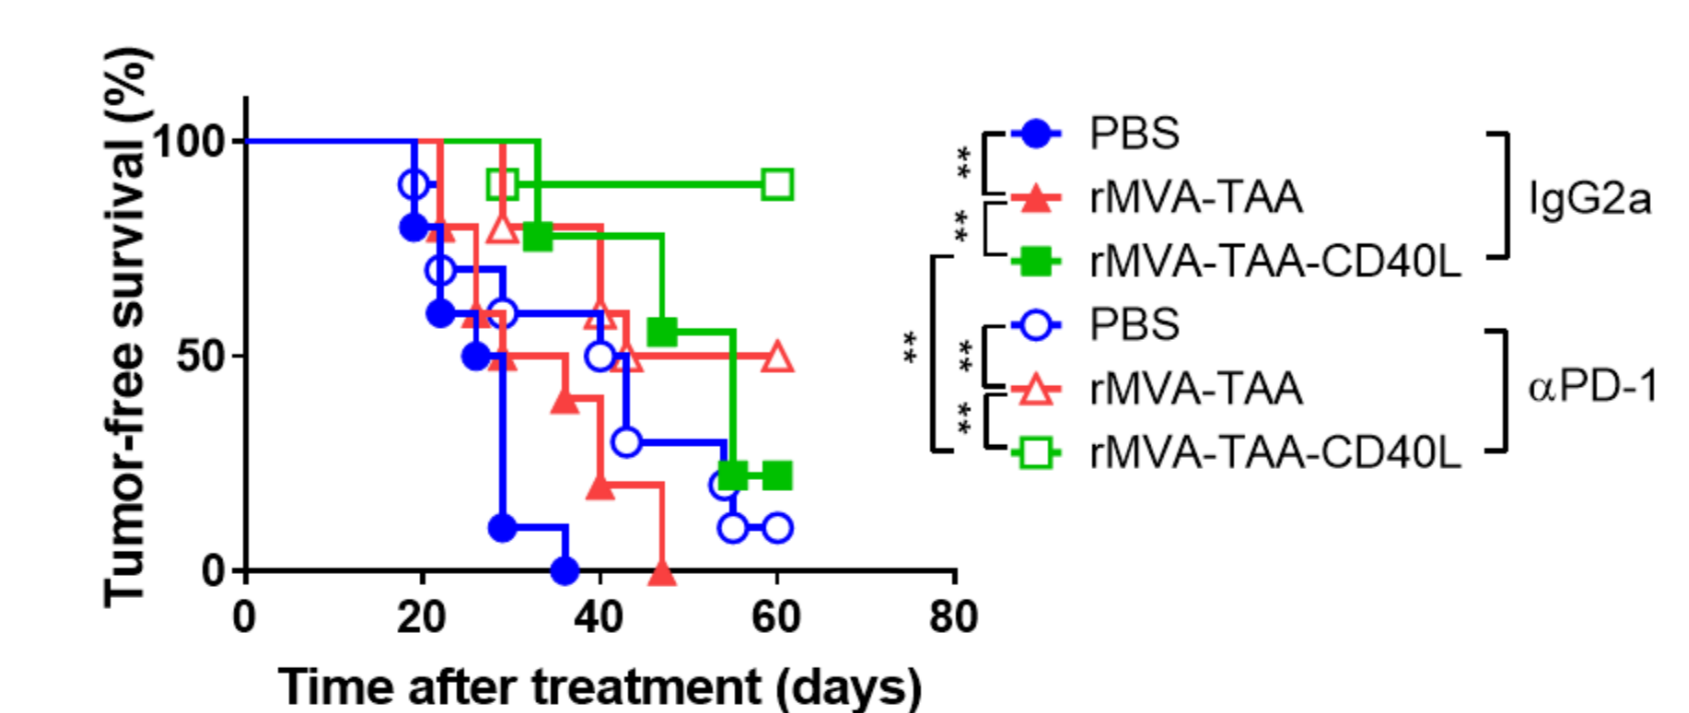 Tumor-free survival (%)
100
50
0
0 20 40 60 80
Time after treatment (days)
PBS
rMVA-TAA
rMVA-TAA-CD40L
IgG2a
PBS
rMVA-TAA
rMVA-TAA-CD40L
αPD-1
**
**
**
**
**